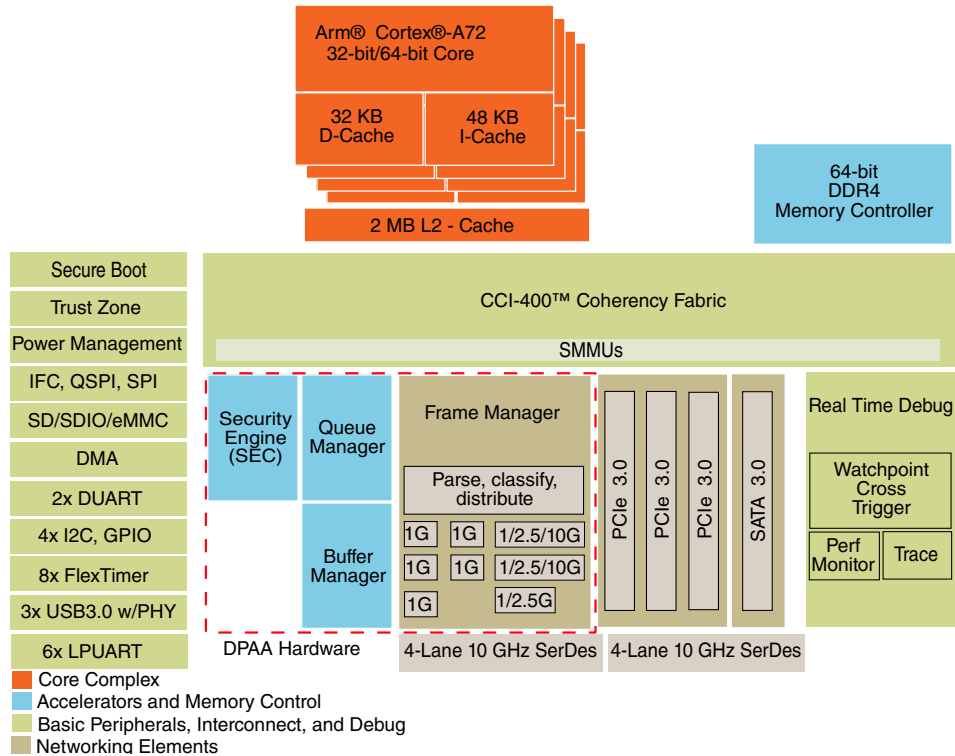 Arm® Cortex®-A72
32-bit/64-bit Core
32 KB
D-Cache
48 KB
I-Cache
2 MB L2 - Cache
64-bit
DDR4
Memory Controller
Secure Boot
Trust Zone
Power Management
IFC, QSPI, SPI
SD/SDIO/eMMC
DMA
2x DUART
4x I2C, GPIO
8x FlexTimer
3x USB3.0 w/PHY
6x LPUART
CCI-400™ Coherency Fabric
SMMUs
Security
Engine
(SEC)
Queue
Manager
Buffer
Manager
DPAA Hardware
Frame Manager
Parse, classify,
distribute
1G
1G
1/2.5/10G
1G
1G
1/2.5/10G
1G
1/2.5G
PCIe 3.0
PCIe 3.0
PCIe 3.0
SATA 3.0
4-Lane 10 GHz SerDes
4-Lane 10 GHz SerDes
Real Time Debug
Watchpoint
Cross
Trigger
Perf
Monitor
Trace
Core Complex
Accelerators and Memory Control
Basic Peripherals, Interconnect, and Debug
Networking Elements